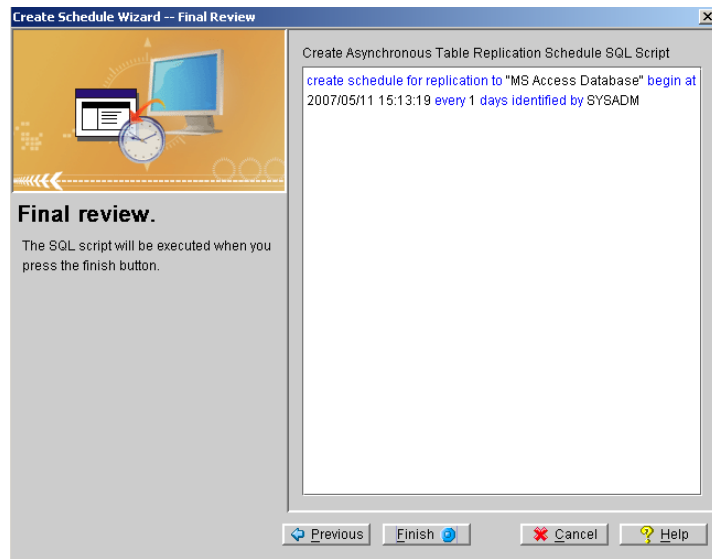 Create Schedule Wizard -- Final Review
Create Asynchronous Table Replication Schedule SQL Script
create schedule for replication to "MS Access Database" begin at
2007/05/11 15:13:19 every 1 days identified by SYSADM
Final review.
The SQL script will be executed when you
press the finish button.
Previous
Finish
Cancel
Help